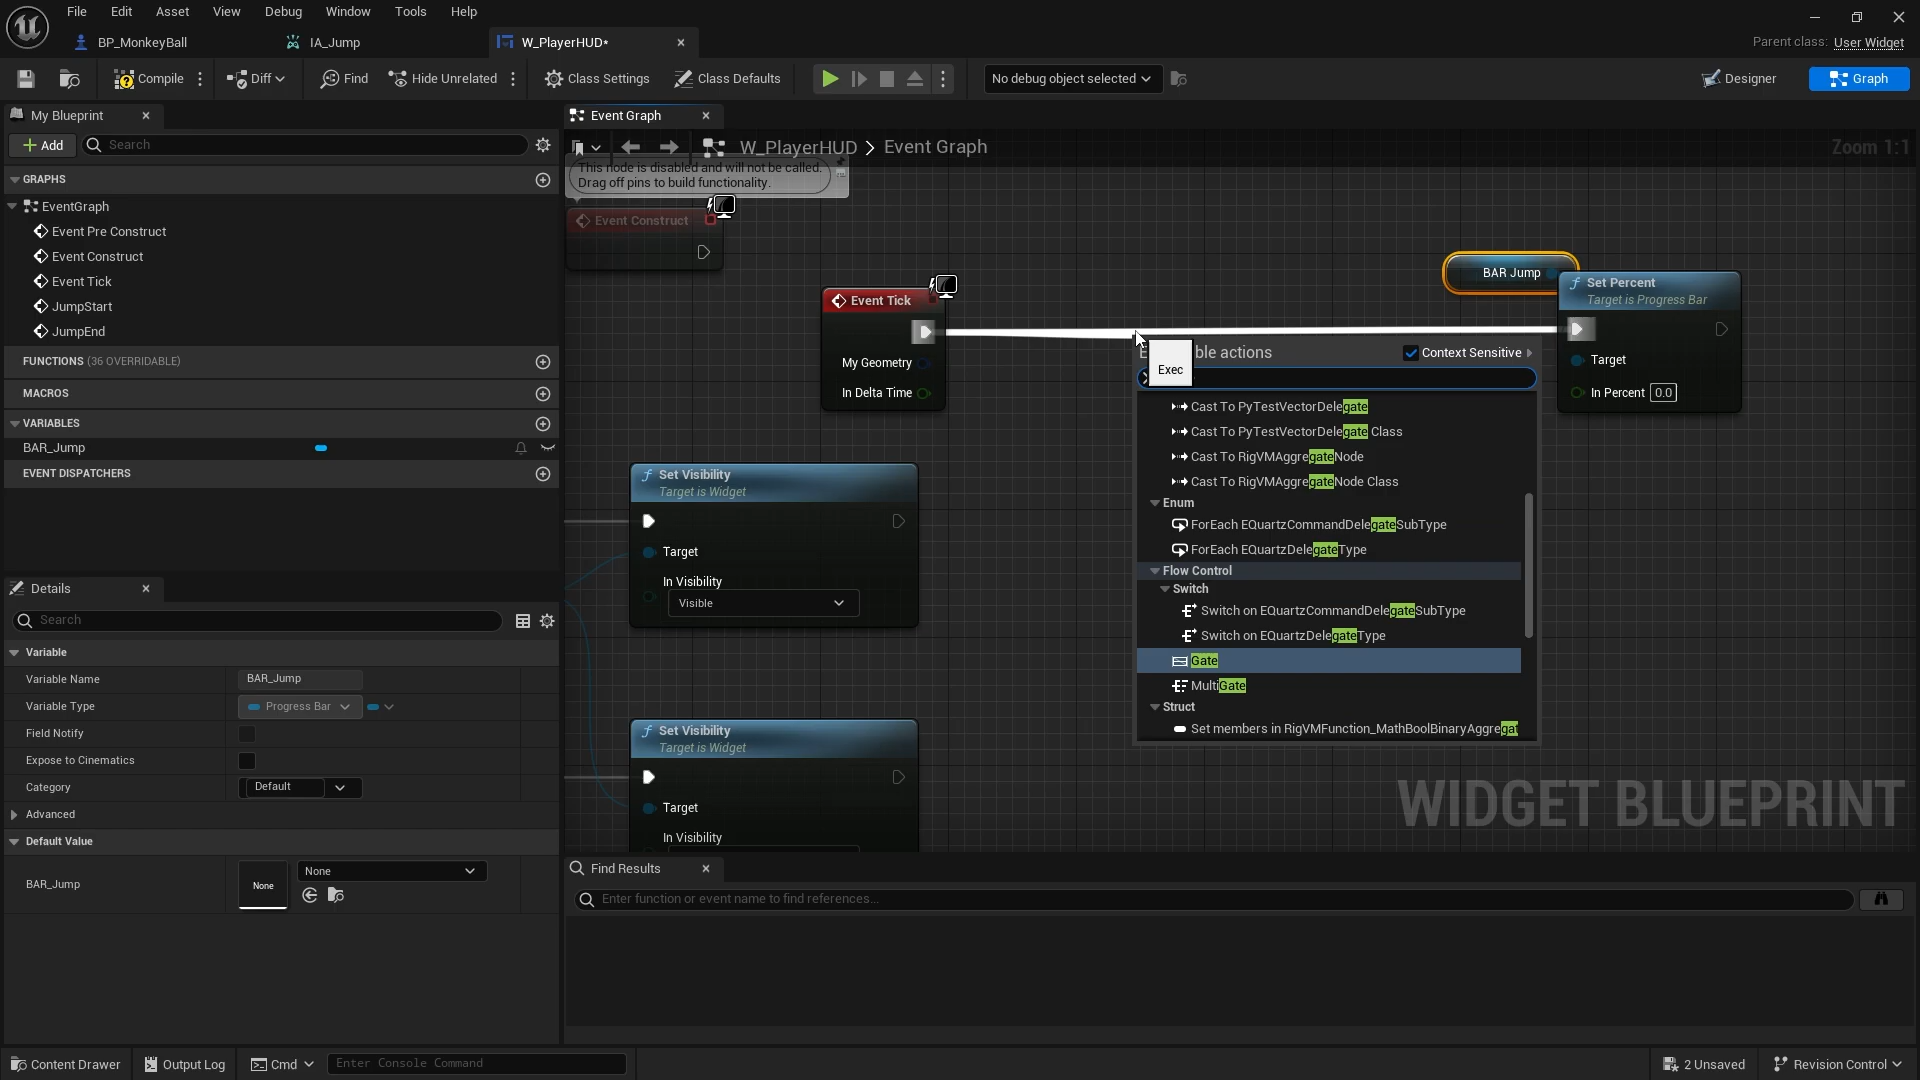 File Edit Asset View Debug Window Tools Help
BP_MonkeyBall IA_Jump W_PlayerHUD*
Parent class: User Widget
Compile Diff Find Hide Unrelated Class Settings Class Defaults No debug object selected Designer Graph
My Blueprint
Add Search
GRAPHS
EventGraph
Event Pre Construct
Event Construct
Event Tick
JumpStart
JumpEnd
FUNCTIONS (36 OVERRIDABLE)
MACROS
VARIABLES
BAR_Jump
EVENT DISPATCHERS
Details
Search
Variable
Variable Name BAR_Jump
Variable Type Progress Bar
Field Notify
Expose to Cinematics
Category Default
Advanced
Default Value
BAR_Jump None None
Event Graph
W_PlayerHUD > Event Graph
Zoom 1:1
This node is disabled and will not be called.
Drag off pins to build functionality.
Event Construct
Event Tick
My Geometry
In Delta Time
BAR Jump
Set Percent
Target is Progress Bar
Target
In Percent 0.0
Set Visibility
Target is Widget
Target
In Visibility
Visible
Set Visibility
Target is Widget
Target
In Visibility
ble actions Context Sensitive
Exec
Cast To PyTestVectorDelegate
Cast To PyTestVectorDelegate Class
Cast To RigVMAggregateNode
Cast To RigVMAggregateNode Class
Enum
ForEach EQuartzCommandDelegateSubType
ForEach EQuartzDelegateType
Flow Control
Switch
Switch on EQuartzCommandDelegateSubType
Switch on EQuartzDelegateType
Gate
MultiGate
Struct
Set members in RigVMFunction_MathBoolBinaryAggregat
WIDGET BLUEPRINT
Find Results
Enter function or event name to find references...
Content Drawer Output Log Cmd Enter Console Command 2 Unsaved Revision Control